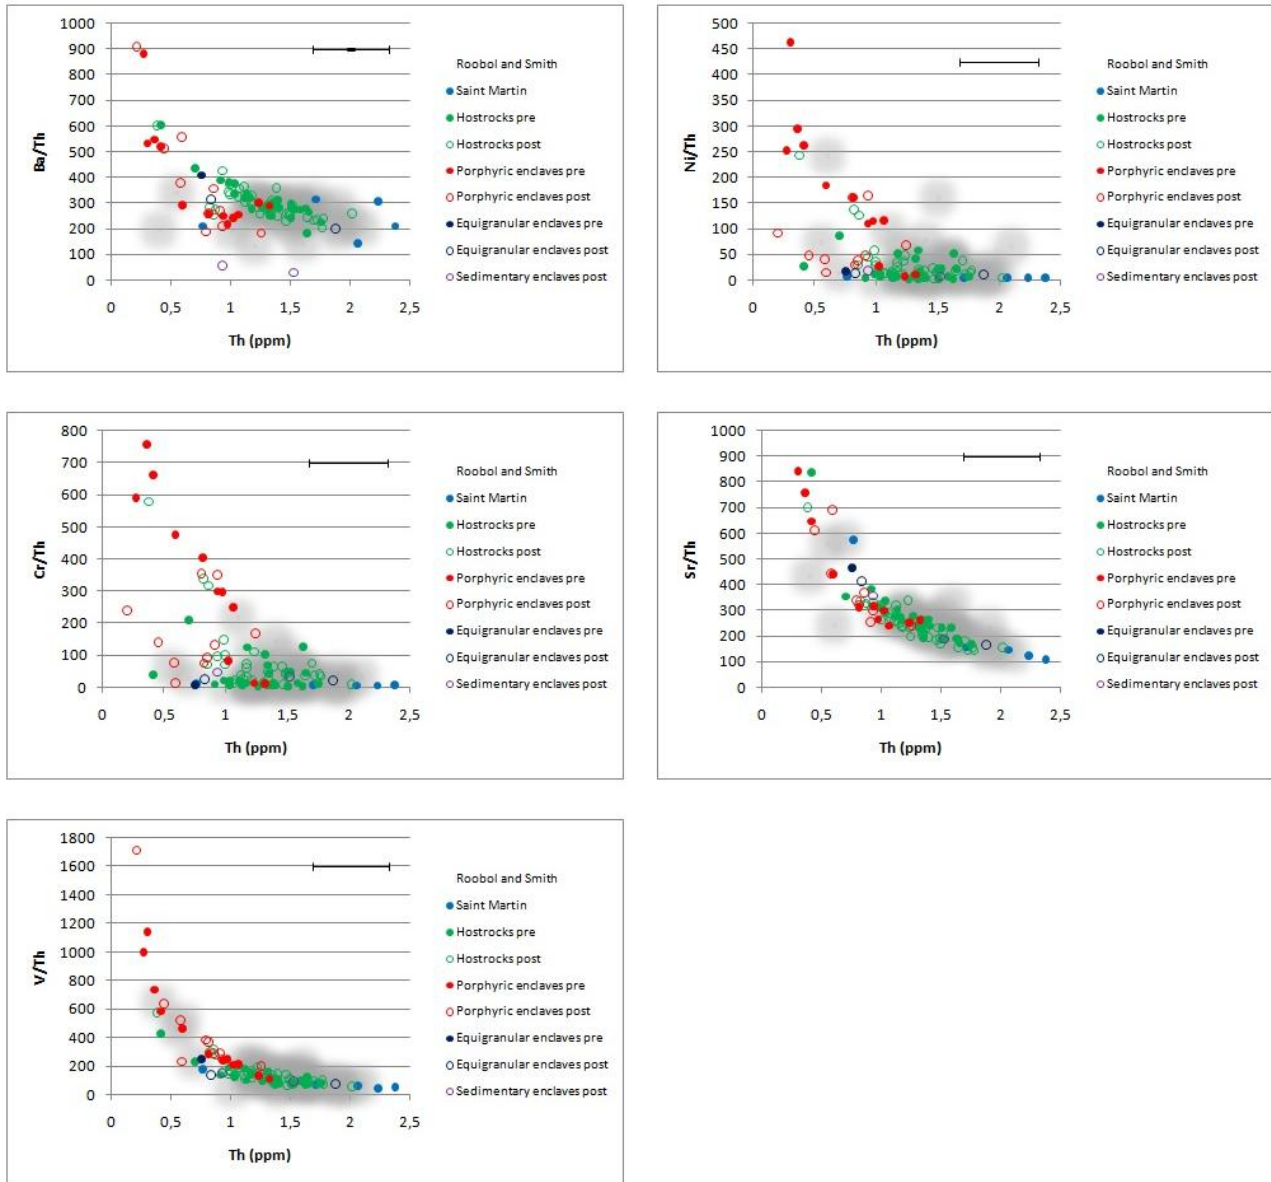 1000
900
800
700
600
500
400
300
200
100
0
Ba/Th
0 0,5 1 1,5 2 2,5
Th (ppm)
Roobol and Smith
Saint Martin
Hostrocks pre
Hostrocks post
Porphyric enclaves pre
Porphyric enclaves post
Equigranular enclaves pre
Equigranular enclaves post
Sedimentary enclaves post
500
450
400
350
300
250
200
150
100
50
0
Ni/Th
0 0,5 1 1,5 2 2,5
Th (ppm)
Roobol and Smith
Saint Martin
Hostrocks pre
Hostrocks post
Porphyric enclaves pre
Porphyric enclaves post
Equigranular enclaves pre
Equigranular enclaves post
Sedimentary enclaves post
800
700
600
500
400
300
200
100
0
Cr/Th
0 0,5 1 1,5 2 2,5
Th (ppm)
Roobol and Smith
Saint Martin
Hostrocks pre
Hostrocks post
Porphyric enclaves pre
Porphyric enclaves post
Equigranular enclaves pre
Equigranular enclaves post
Sedimentary enclaves post
1000
900
800
700
600
500
400
300
200
100
0
Sr/Th
0 0,5 1 1,5 2 2,5
Th (ppm)
Roobol and Smith
Saint Martin
Hostrocks pre
Hostrocks post
Porphyric enclaves pre
Porphyric enclaves post
Equigranular enclaves pre
Equigranular enclaves post
Sedimentary enclaves post
1800
1600
1400
1200
1000
800
600
400
200
0
V/Th
0 0,5 1 1,5 2 2,5
Th (ppm)
Roobol and Smith
Saint Martin
Hostrocks pre
Hostrocks post
Porphyric enclaves pre
Porphyric enclaves post
Equigranular enclaves pre
Equigranular enclaves post
Sedimentary enclaves post